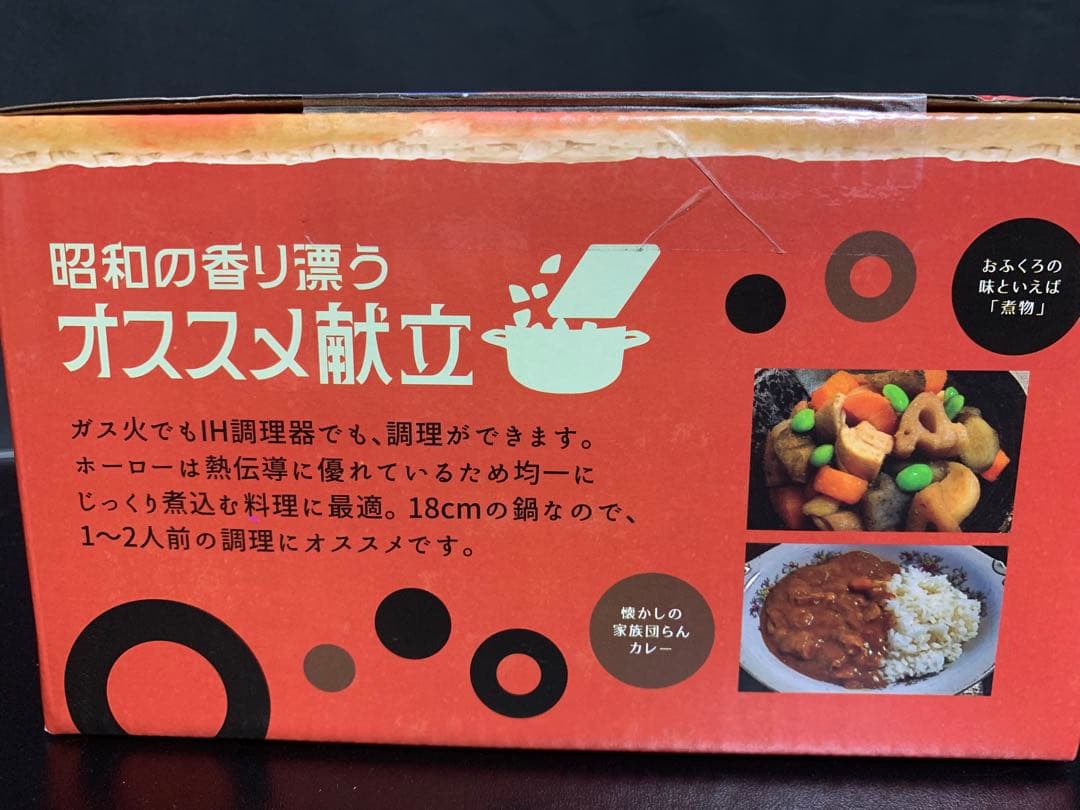 昭和の香り漂う
オススメ献立
ガス火でもIH調理器でも、調理ができます。
ホーローは熱伝導に優れているため均一に
じっくり煮込む料理に最適。18cmの鍋なので、
1〜2人前の調理にオススメです。
おふくろの
味といえば
「煮物」
懐かしの
家族団らん
カレー